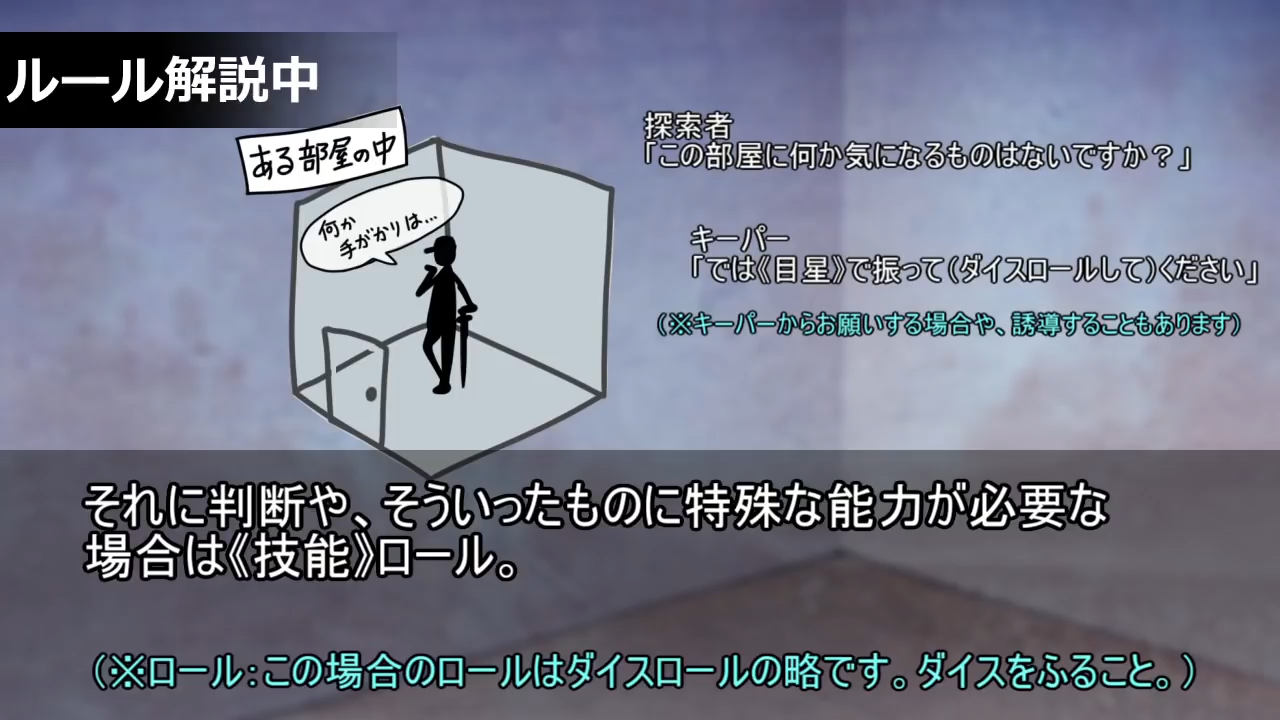 ルール解説中
ある部屋の中
何か
手がかりは…
探索者
「この部屋に何か気になるものはないですか？」
キーパー
「では《目星》で振って(ダイスロールして)ください」
(※キーパーからお願いする場合や、誘導することもあります)
それに判断や、そういったものに特殊な能力が必要な
場合は《技能》ロール。
(※ロール:この場合のロールはダイスロールの略です。ダイスをふること。)